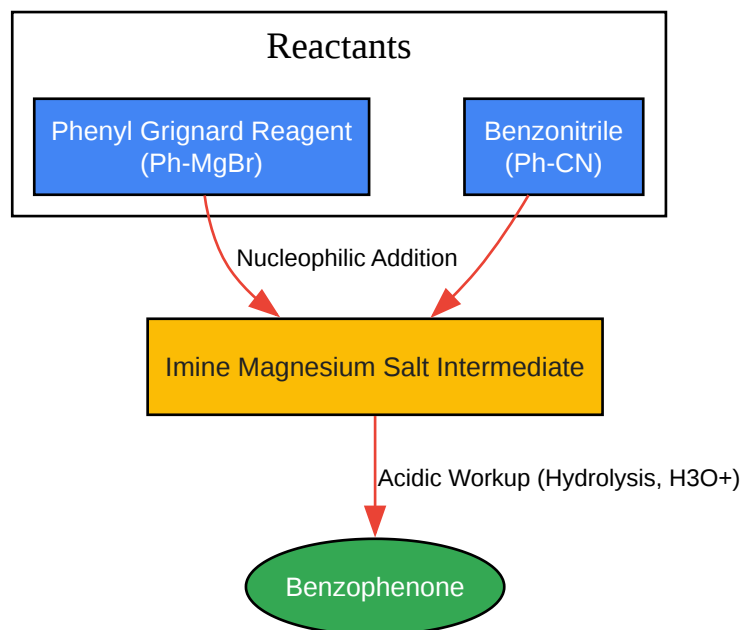 Reactants
Phenyl Grignard Reagent
(Ph-MgBr)
Benzonitrile
(Ph-CN)
Nucleophilic Addition
Imine Magnesium Salt Intermediate
Acidic Workup (Hydrolysis, H3O+)
Benzophenone